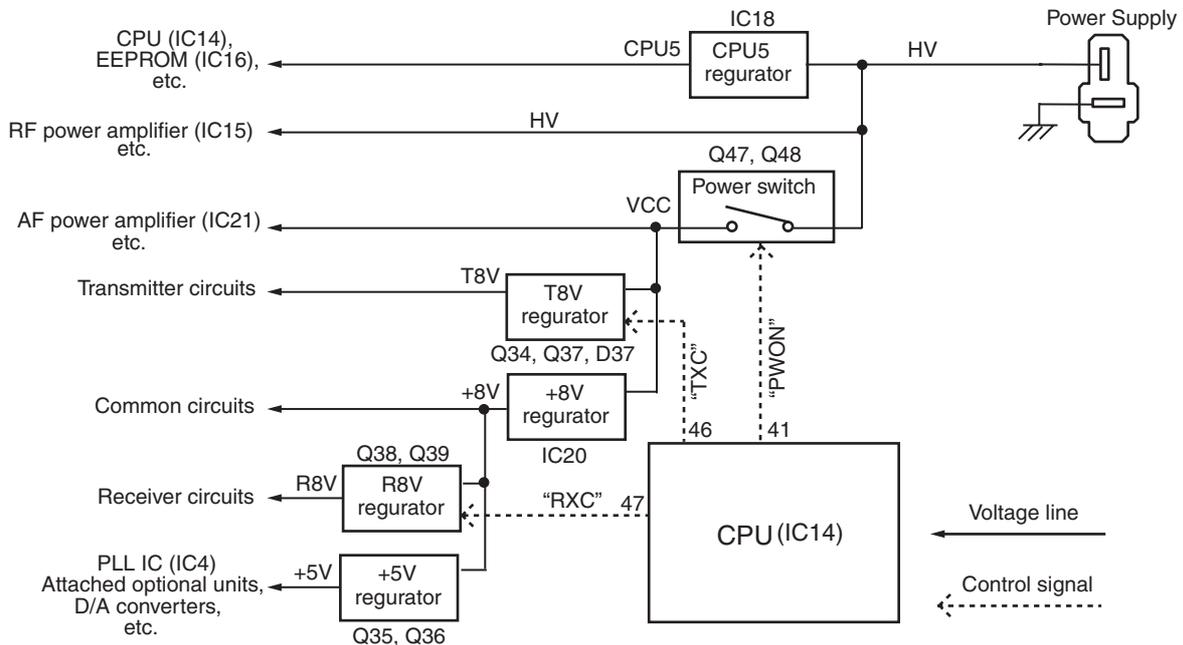 IC18
Power Supply
CPU (IC14),
EEPROM (IC16),
etc.
CPU5
CPU5
regurator
HV
RF power amplifier (IC15)
etc.
HV
Q47, Q48
Power switch
VCC
AF power amplifier (IC21)
etc.
Transmitter circuits
T8V
T8V
regurator
Q34, Q37, D37
“TXC”
“PWON”
46
41
Common circuits
+8V
+8V
regurator
IC20
Q38, Q39
Receiver circuits
R8V
R8V
regurator
“RXC”
47
CPU (IC14)
Voltage line
Control signal
PLL IC (IC4)
Attached optional units,
D/A converters,
etc.
+5V
+5V
regurator
Q35, Q36